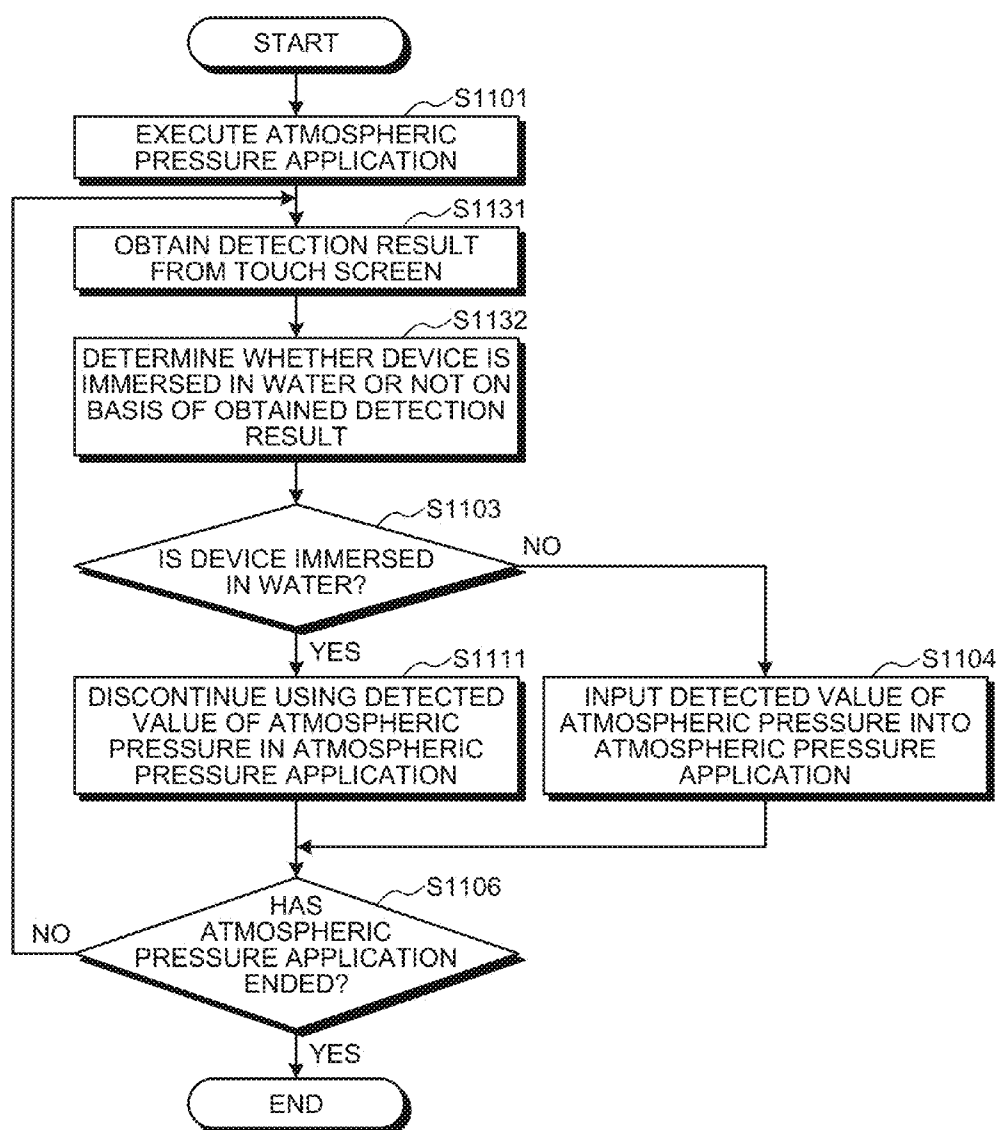 START
S1101
EXECUTE ATMOSPHERIC
PRESSURE APPLICATION
S1131
OBTAIN DETECTION RESULT
FROM TOUCH SCREEN
S1132
DETERMINE WHETHER DEVICE IS
IMMERSED IN WATER OR NOT ON
BASIS OF OBTAINED DETECTION
RESULT
S1103
IS DEVICE IMMERSED
IN WATER?
NO
YES
S1111
DISCONTINUE USING DETECTED
VALUE OF ATMOSPHERIC
PRESSURE IN ATMOSPHERIC
PRESSURE APPLICATION
S1104
INPUT DETECTED VALUE OF
ATMOSPHERIC PRESSURE INTO
ATMOSPHERIC PRESSURE
APPLICATION
S1106
HAS
ATMOSPHERIC
PRESSURE APPLICATION
ENDED?
NO
YES
END